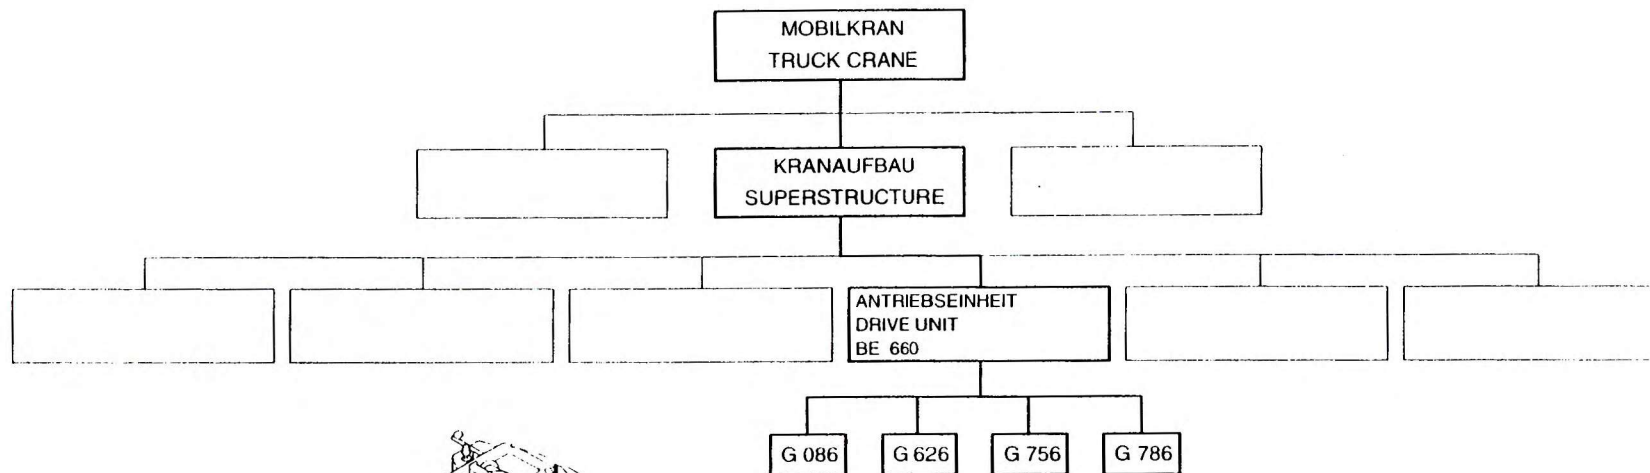 MOBILKRAN
TRUCK CRANE
KRANAUFBAU
SUPERSTRUCTURE
ANTRIEBSEINHEIT
DRIVE UNIT
BE 660
G 086
G 626
G 756
G 786